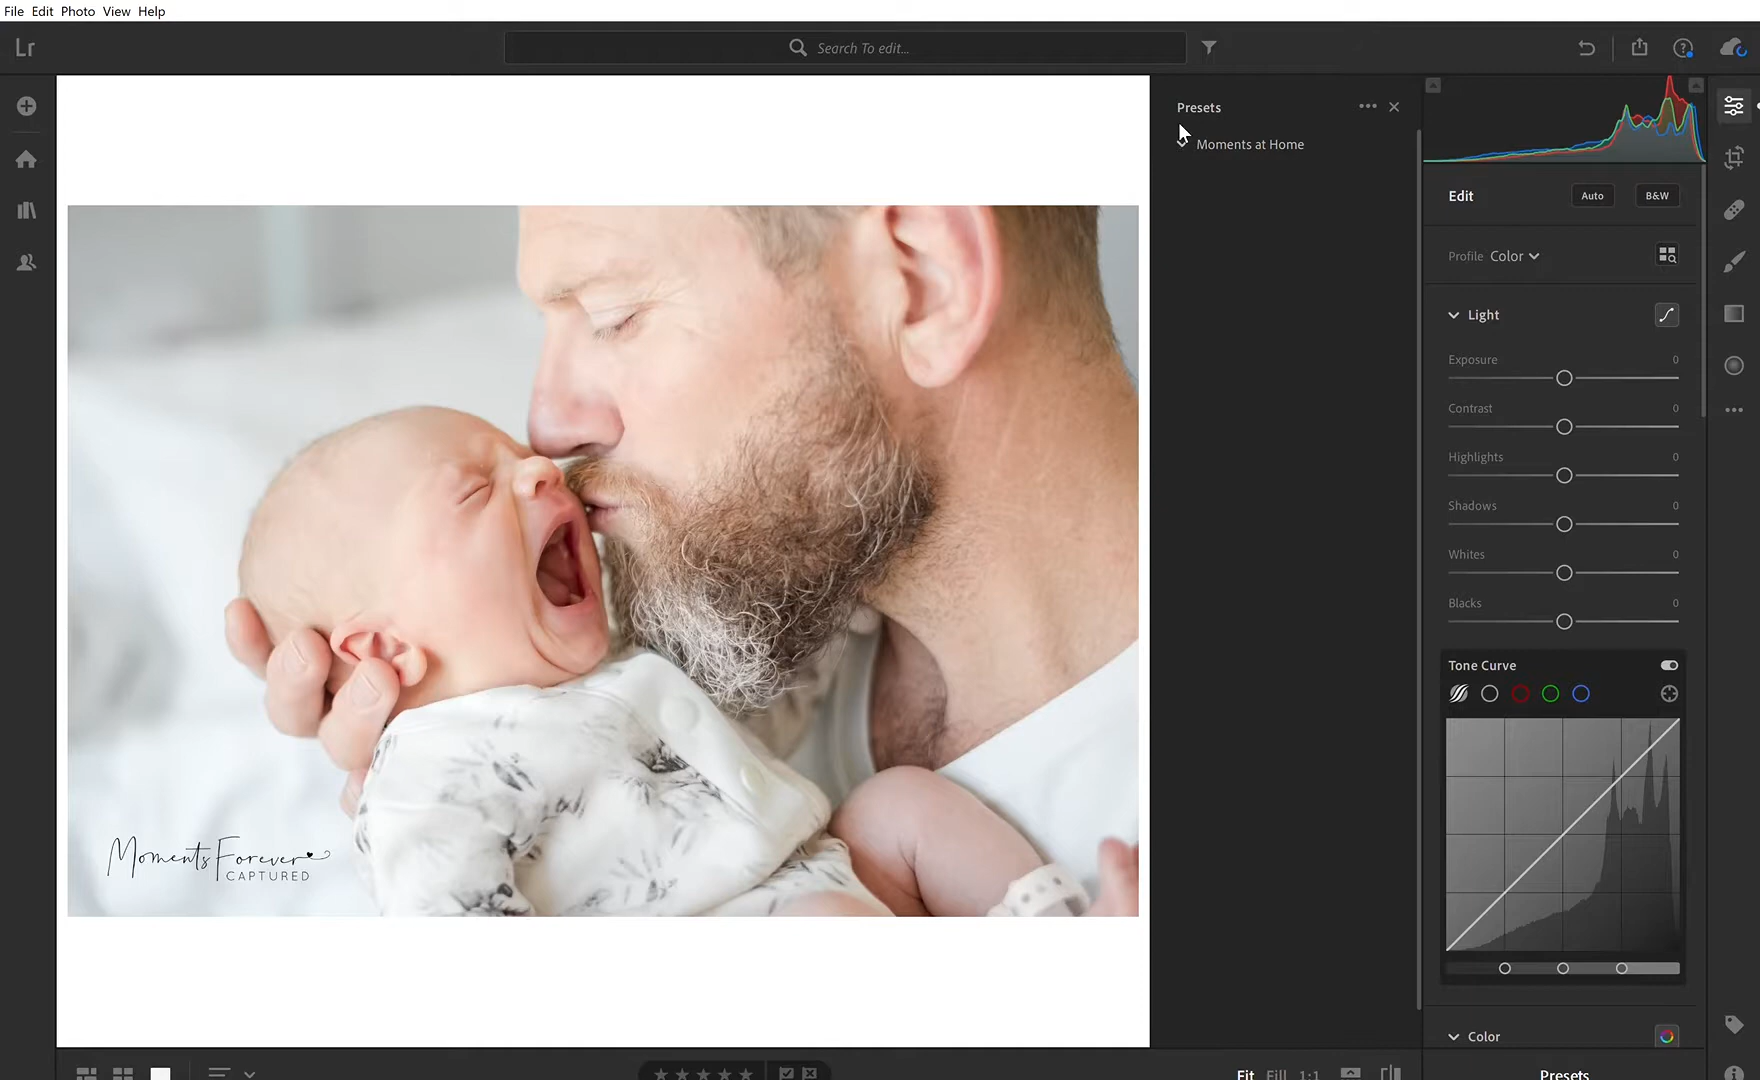 File Edit Photo View Help
Lr
Search To edit...
Presets
Moments at Home
Edit
Auto
B&W
Profile Color
Light
Exposure 0
Contrast 0
Highlights 0
Shadows 0
Whites 0
Blacks 0
Tone Curve
Color
Moments Forever
CAPTURED
Fit Fill 1:1
Presets